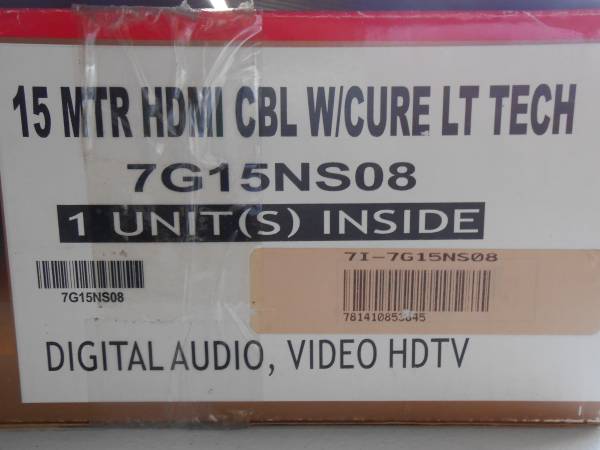 15 MTR HDMI CBL W/CURE LT TECH
7G15NS08
1 UNIT(S) INSIDE
7I-7G15NS08
7G15NS08
DIGITAL AUDIO, VIDEO HDTV